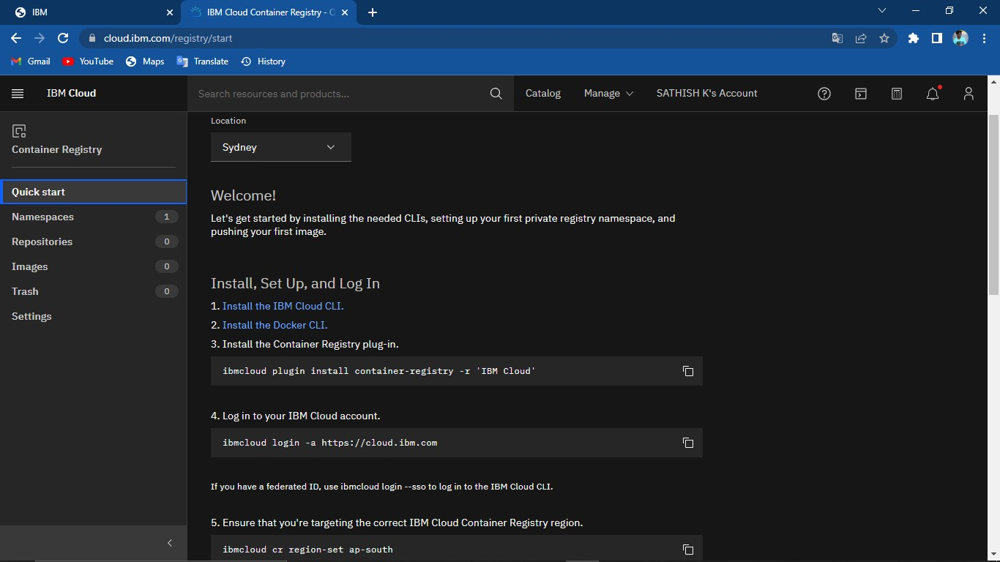 IBM
IBM Cloud Container Registry -
cloud.ibm.com/registry/start
Gmail
YouTube
Maps
Translate
History
IBM Cloud
Search resources and products...
Catalog
Manage
SATHISH K's Account
Container Registry
Quick start
Namespaces 1
Repositories 0
Images 0
Trash 0
Settings
Location
Sydney
Welcome!
Let's get started by installing the needed CLIs, setting up your first private registry namespace, and
pushing your first image.
Install, Set Up, and Log In
1. Install the IBM Cloud CLI.
2. Install the Docker CLI.
3. Install the Container Registry plug-in.
ibmcloud plugin install container-registry -r 'IBM Cloud'
4. Log in to your IBM Cloud account.
ibmcloud login -a https://cloud.ibm.com
If you have a federated ID, use ibmcloud login --sso to log in to the IBM Cloud CLI.
5. Ensure that you're targeting the correct IBM Cloud Container Registry region.
ibmcloud cr region-set ap-south